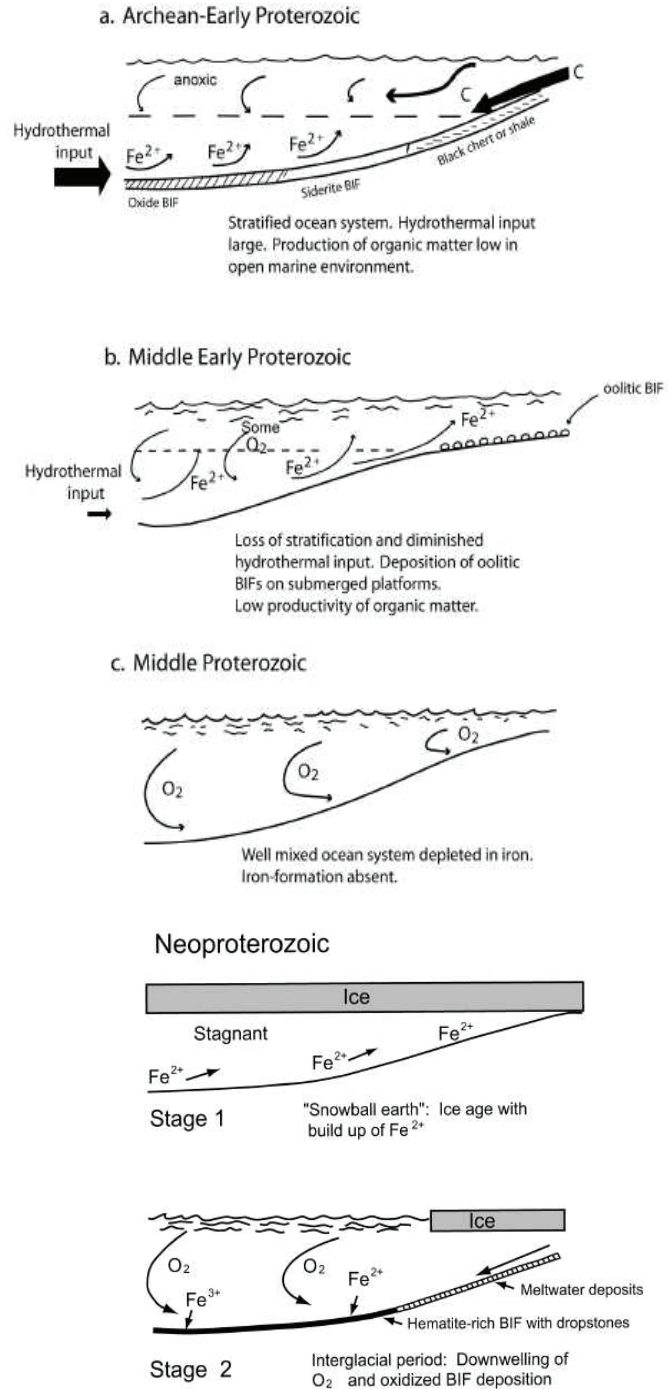 a. Archean-Early Proterozoic
anoxic
C
C
Hydrothermal
input
Fe2+
Fe2+
Fe2+
Black chert or shale
Oxide BIF
Siderite BIF
Stratified ocean system. Hydrothermal input
large. Production of organic matter low in
open marine environment.
b. Middle Early Proterozoic
oolitic BIF
Some
O2
Fe2+
Fe2+
Fe2+
Hydrothermal
input
Loss of stratification and diminished
hydrothermal input. Deposition of oolitic
BIFs on submerged platforms.
Low productivity of organic matter.
c. Middle Proterozoic
O2
O2
O2
Well mixed ocean system depleted in iron.
Iron-formation absent.
Neoproterozoic
Ice
Stagnant
Fe2+
Fe2+
Fe2+
Stage 1
"Snowball earth": Ice age with
build up of Fe2+
Ice
O2
O2
Fe3+
Fe2+
Meltwater deposits
Hematite-rich BIF with dropstones
Stage 2
Interglacial period: Downwelling of
O2 and oxidized BIF deposition